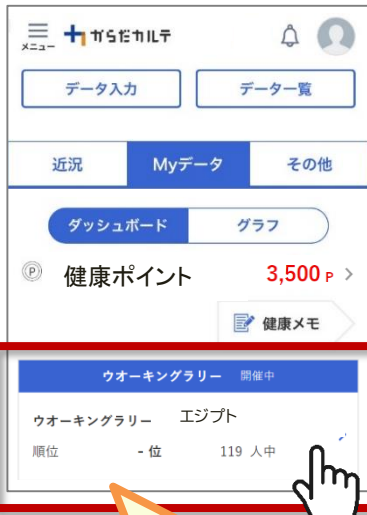 メニュー
からだカルテ
データ入力 データ一覧
近況 Myデータ その他
ダッシュボード グラフ
P 健康ポイント 3,500 P >
健康メモ
ウオーキングラリー 開催中
ウオーキングラリー エジプト
順位 - 位 119 人中